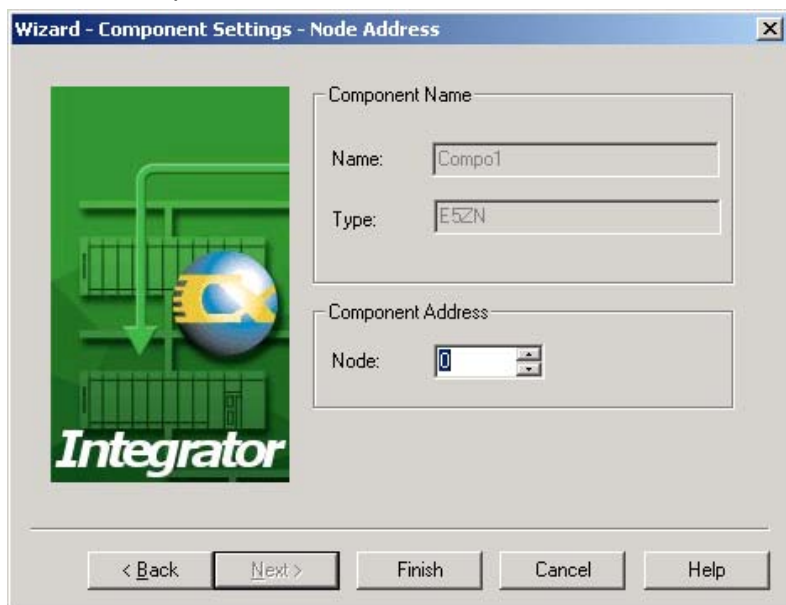 Wizard - Component Settings - Node Address
Component Name
Name: Compo1
Type: E5ZN
Component Address
Node: 0
CX
Integrator
< Back Next > Finish Cancel Help